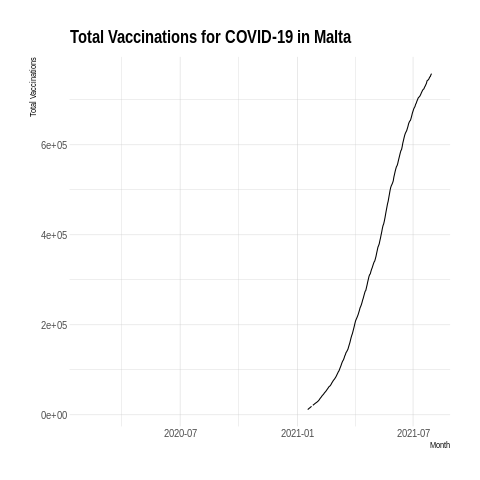 Total Vaccinations for COVID-19 in Malta
Total Vaccinations
6e+05
4e+05
2e+05
0e+00
2020-07
2021-01
2021-07
Month